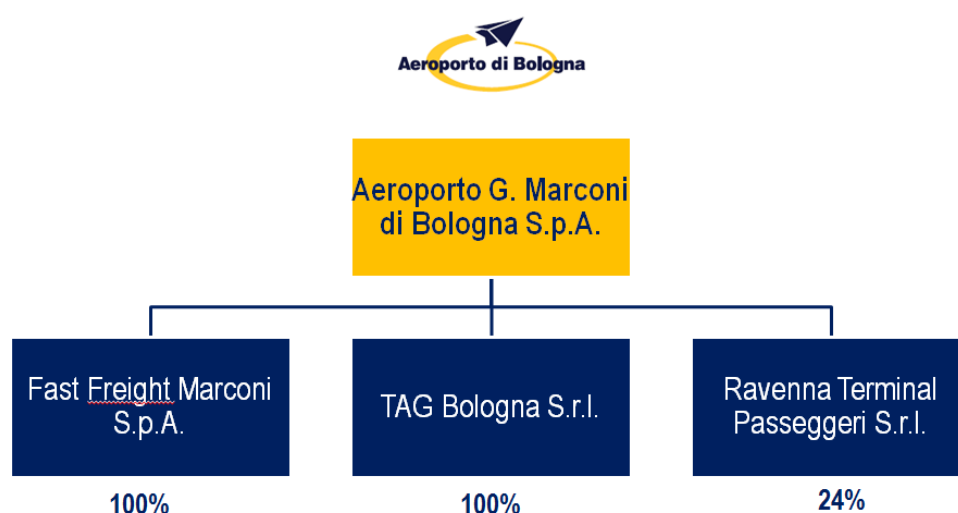 Aeroporto di Bologna
Aeroporto G. Marconi
di Bologna S.p.A.
Fast Freight Marconi
S.p.A.
TAG Bologna S.r.l.
Ravenna Terminal
Passeggeri S.r.l.
100%
100%
24%